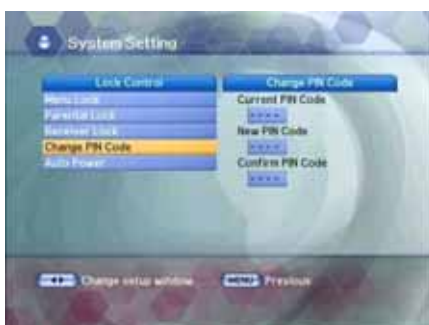 System Setting
Lock Control
Menu Lock
Parental Lock
Receiver Lock
Change PIN Code
Auto Power
Change PIN Code
Current PIN Code
* * * *
New PIN Code
* * * *
Confirm PIN Code
* * * *
Change setup window
MENU Previous